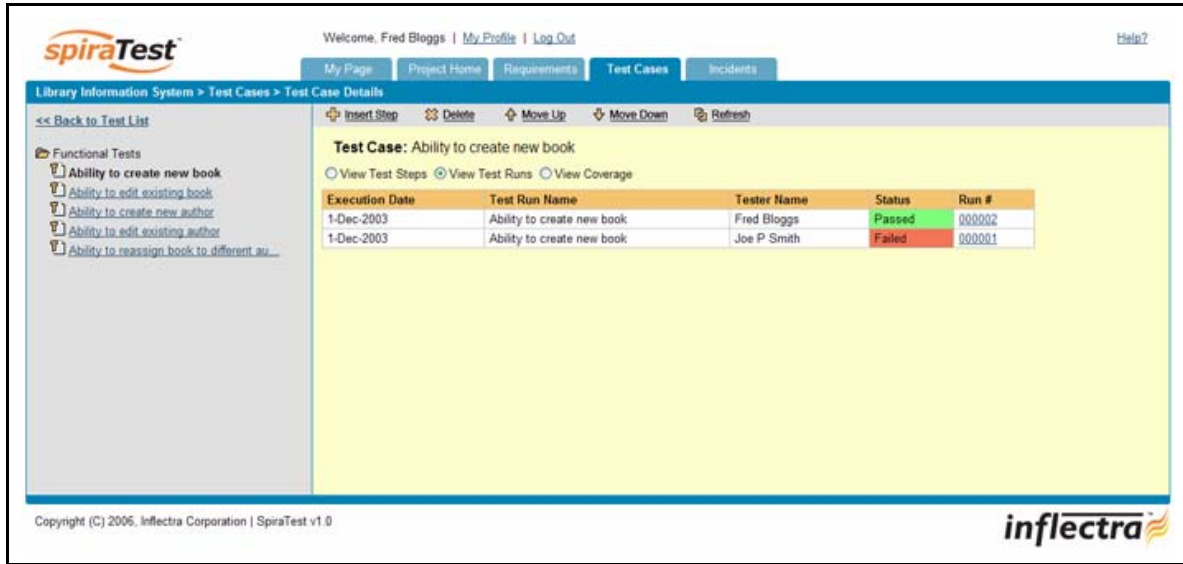 spiraTest
Welcome, Fred Bloggs | My Profile | Log Out
Help?
My Page Project Home Requirements Test Cases Incidents
Library Information System > Test Cases > Test Case Details
<< Back to Test List
Functional Tests
Ability to create new book
Ability to edit existing book
Ability to create new author
Ability to edit existing author
Ability to reassign book to different au...
Insert Step Delete Move Up Move Down Refresh
Test Case: Ability to create new book
View Test Steps View Test Runs View Coverage
Execution Date Test Run Name Tester Name Status Run #
1-Dec-2003 Ability to create new book Fred Bloggs Passed 000002
1-Dec-2003 Ability to create new book Joe P Smith Failed 000001
Copyright (C) 2006, Inflectra Corporation | SpiraTest v1.0
inflectra